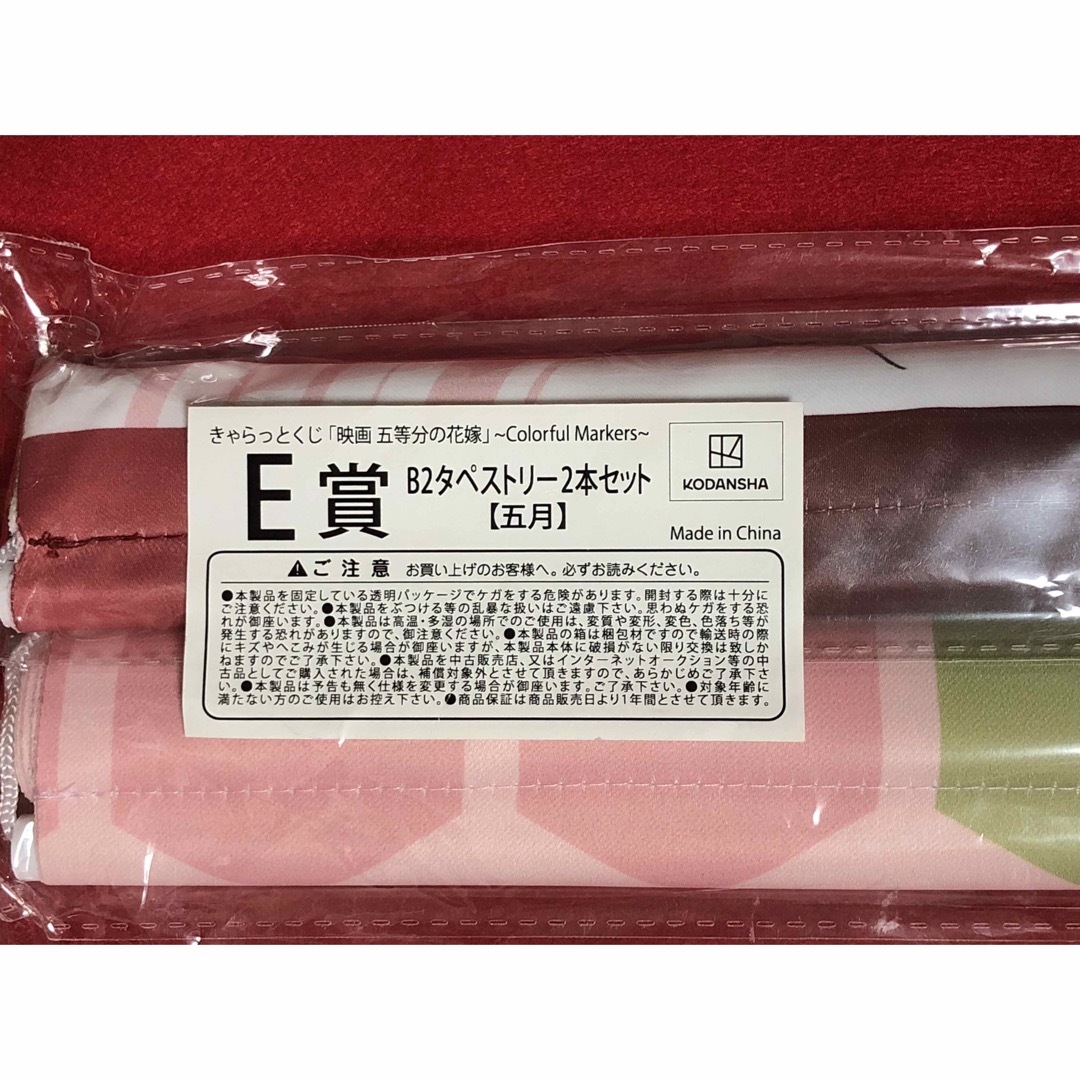 きゃらっとくじ「映画 五等分の花嫁」~Colorful Markers~
E賞
B2タペストリー2本セット
【五月】
KODANSHA
Made in China
⚠ご注意 お買い上げのお客様へ。必ずお読みください。
●本製品を固定している透明パッケージでケガをする危険があります。開封する際は十分に
ご注意ください。●本製品をぶつける等の乱暴な扱いはご遠慮下さい。思わぬケガをする恐
れが御座います。●本製品は高温・多湿の場所でのご使用は、変質や変形、変色、色落ち等が
発生する恐れがありますので、御注意ください。●本製品の箱は梱包材ですので輸送時の際
にキズやへこみが生じる場合が御座いますが、本製品本体に破損がない限り交換は致しか
ねますのでご了承下さい。●本製品を中古販売店、又はインターネットオークション等の中
古品としてご購入された場合は、補償対象外とさせて頂きますので、あらかじめご了承下さ
い。●本製品は予告も無く仕様を変更する場合が御座います。ご了承下さい。●対象年齢に
満たない方のご使用はお控え下さい。●商品保証は商品販売日より1年間とさせて頂きます。